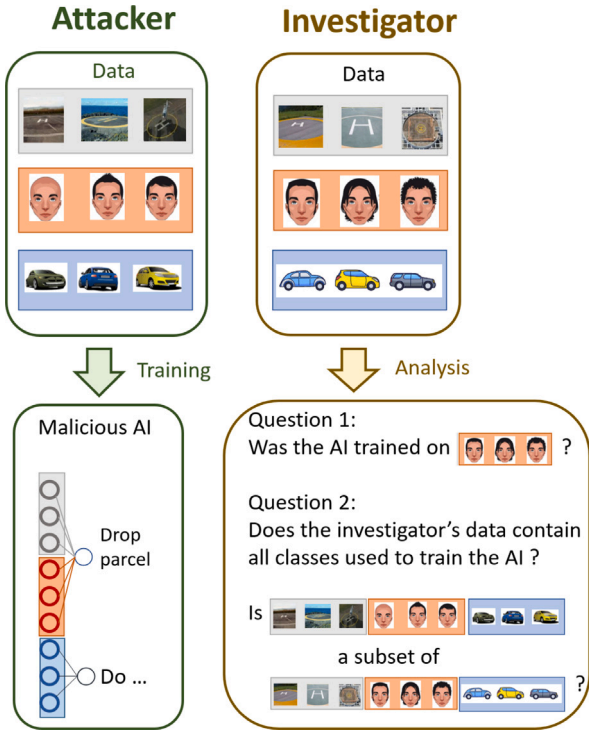 Attacker
Investigator
Data
Data
Training
Analysis
Malicious AI
Drop
parcel
Do ...
Question 1:
Was the AI trained on ?
Question 2:
Does the investigator's data contain
all classes used to train the AI ?
Is
a subset of
?